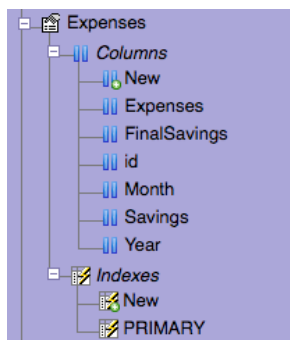 Expenses
Columns
New
Expenses
FinalSavings
id
Month
Savings
Year
Indexes
New
PRIMARY